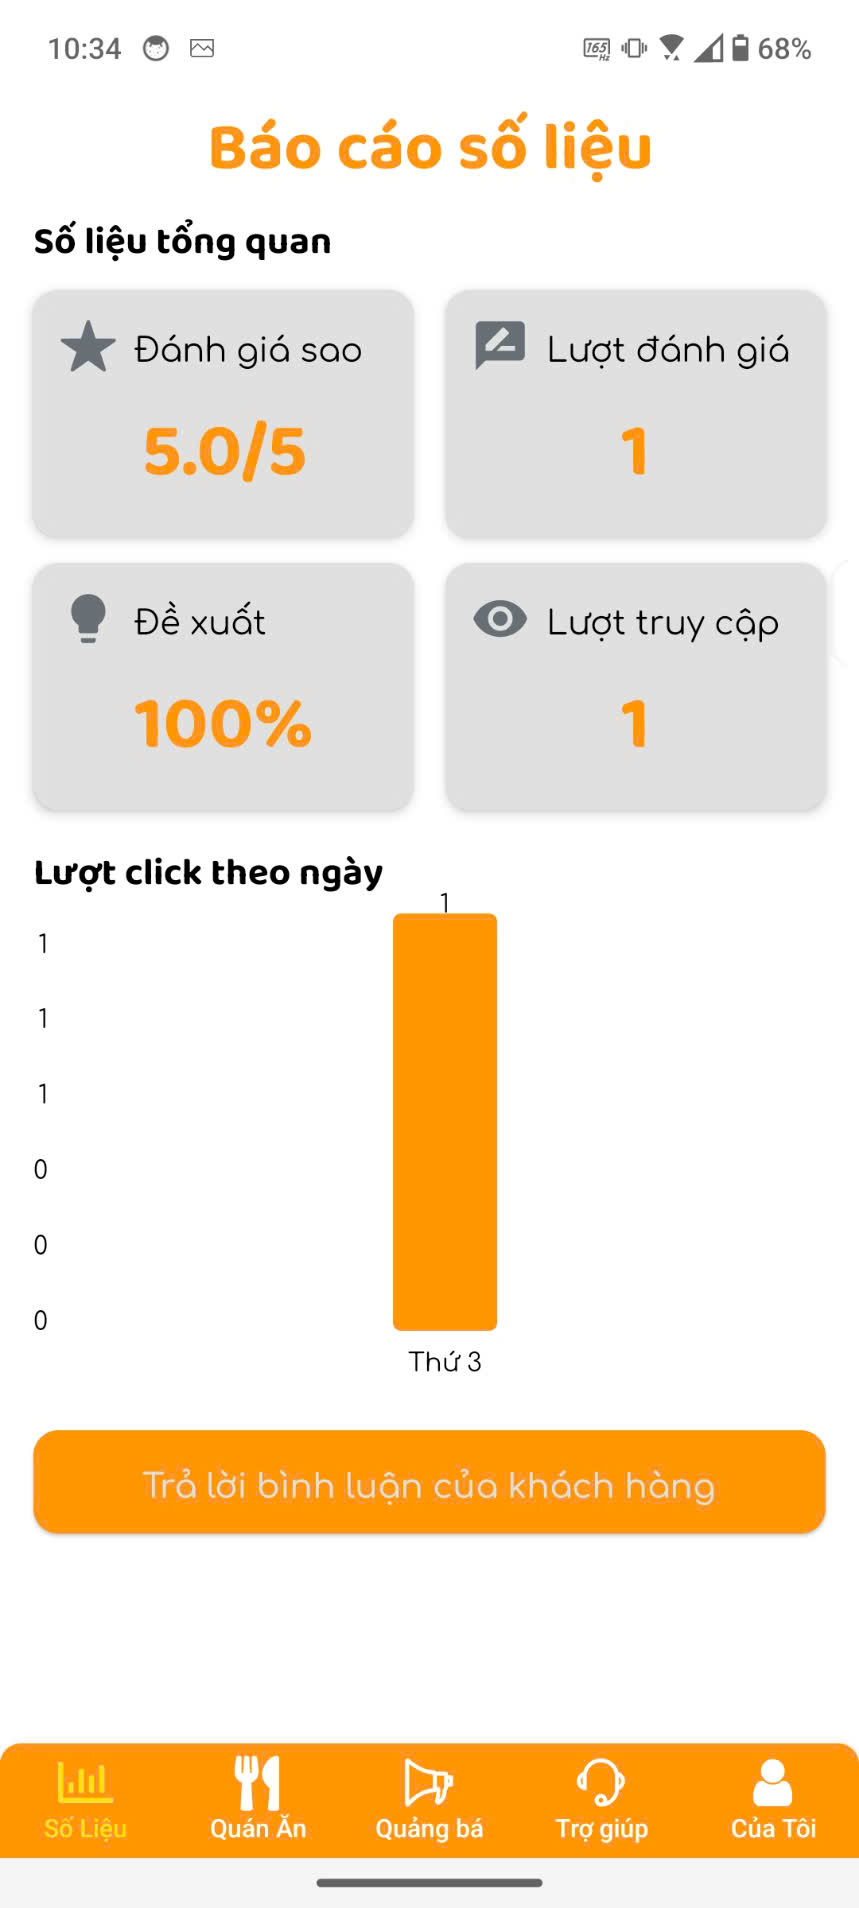 10:34 165 Hz 68%
Báo cáo số liệu
Số liệu tổng quan
Đánh giá sao
5.0/5
Lượt đánh giá
1
Đề xuất
100%
Lượt truy cập
1
Lượt click theo ngày
1
1
1
1
0
0
0
Thứ 3
Trả lời bình luận của khách hàng
Số Liệu Quán Ăn Quảng bá Trợ giúp Của Tôi